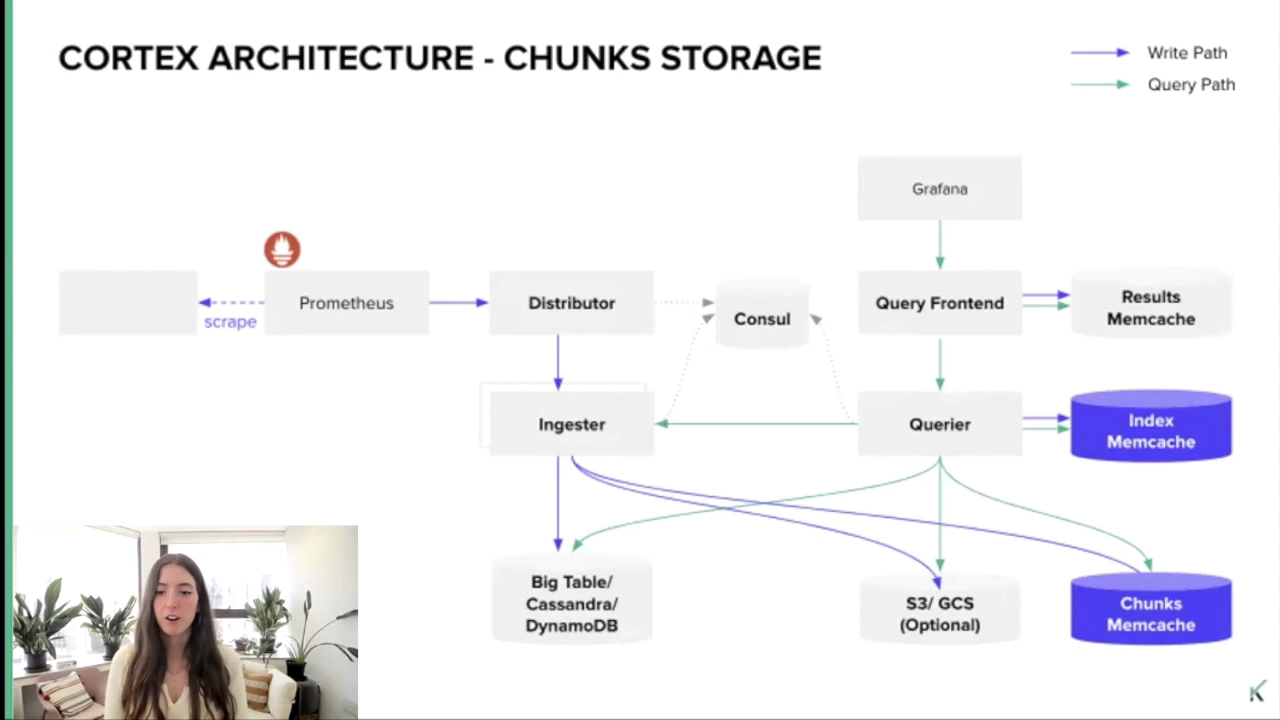 CORTEX ARCHITECTURE - CHUNKS STORAGE
Write Path
Query Path
Grafana
Prometheus
scrape
Distributor
Consul
Query Frontend
Results
Memcache
Ingester
Querier
Index
Memcache
Big Table/
Cassandra/
DynamoDB
S3/ GCS
(Optional)
Chunks
Memcache
K